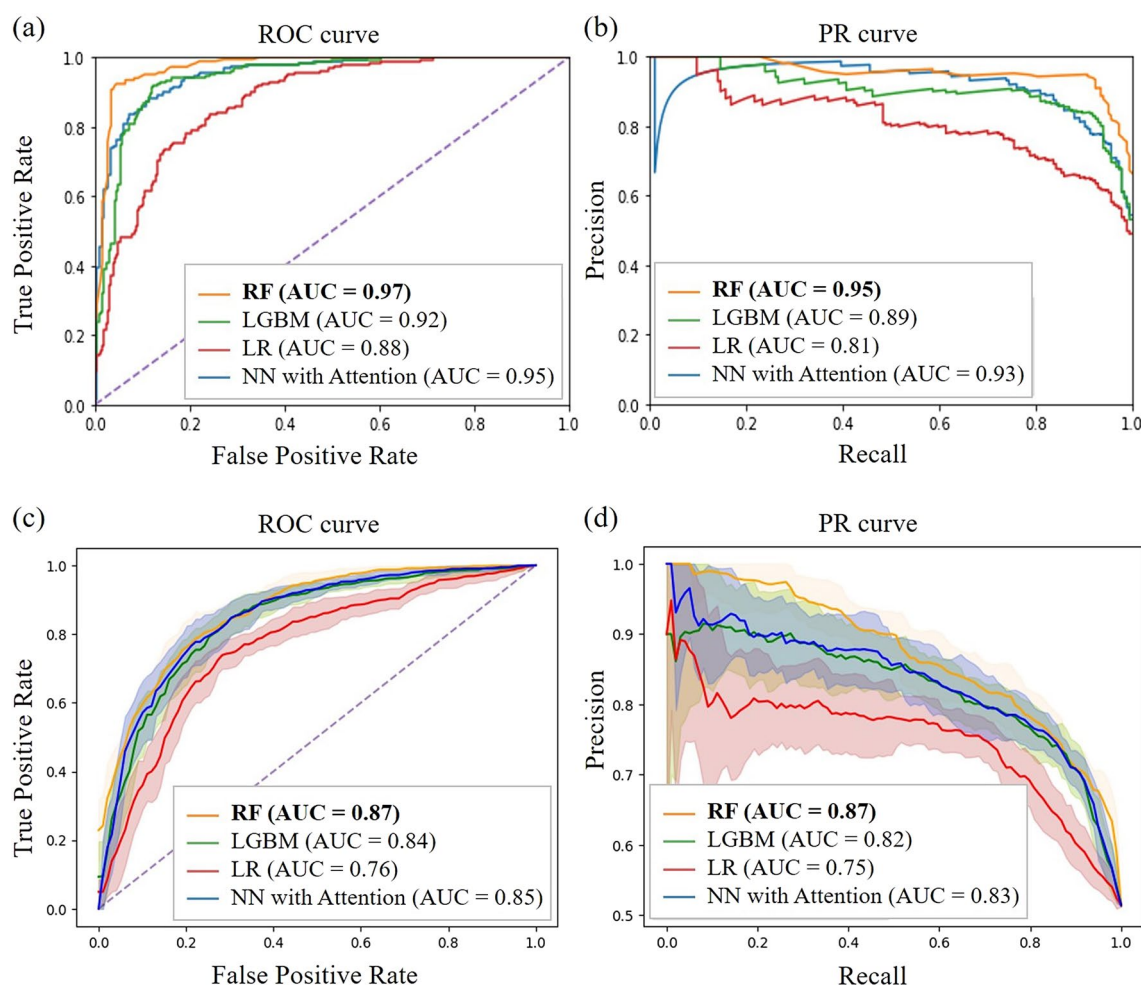 (a)
ROC curve
1.0
0.8
0.6
0.4
0.2
0.0
True Positive Rate
RF (AUC = 0.97)
LGBM (AUC = 0.92)
LR (AUC = 0.88)
NN with Attention (AUC = 0.95)
0.0 0.2 0.4 0.6 0.8 1.0
False Positive Rate
(b)
PR curve
1.0
0.8
0.6
0.4
0.2
0.0
Precision
RF (AUC = 0.95)
LGBM (AUC = 0.89)
LR (AUC = 0.81)
NN with Attention (AUC = 0.93)
0.0 0.2 0.4 0.6 0.8 1.0
Recall
(c)
ROC curve
1.0
0.8
0.6
0.4
0.2
0.0
True Positive Rate
RF (AUC = 0.87)
LGBM (AUC = 0.84)
LR (AUC = 0.76)
NN with Attention (AUC = 0.85)
0.0 0.2 0.4 0.6 0.8 1.0
False Positive Rate
(d)
PR curve
1.0
0.9
0.8
0.7
0.6
0.5
Precision
RF (AUC = 0.87)
LGBM (AUC = 0.82)
LR (AUC = 0.75)
NN with Attention (AUC = 0.83)
0.0 0.2 0.4 0.6 0.8 1.0
Recall